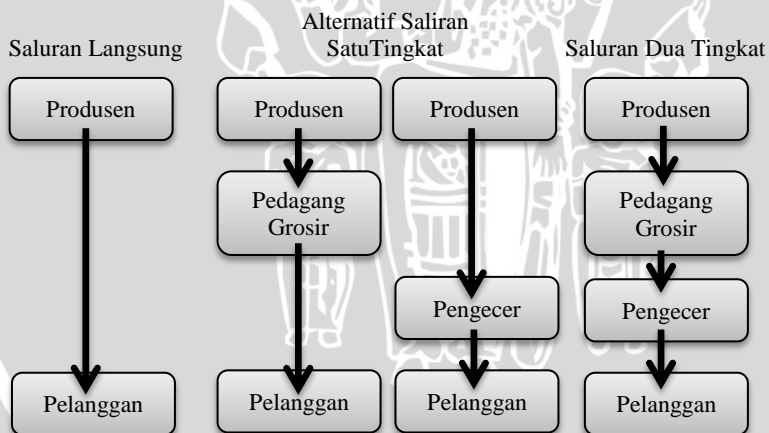 Saluran Langsung
Alternatif Saliran
SatuTingkat
Saluran Dua Tingkat
Produsen
Produsen
Produsen
Produsen
Pedagang
Grosir
Pedagang
Grosir
Pengecer
Pengecer
Pelanggan
Pelanggan
Pelanggan
Pelanggan